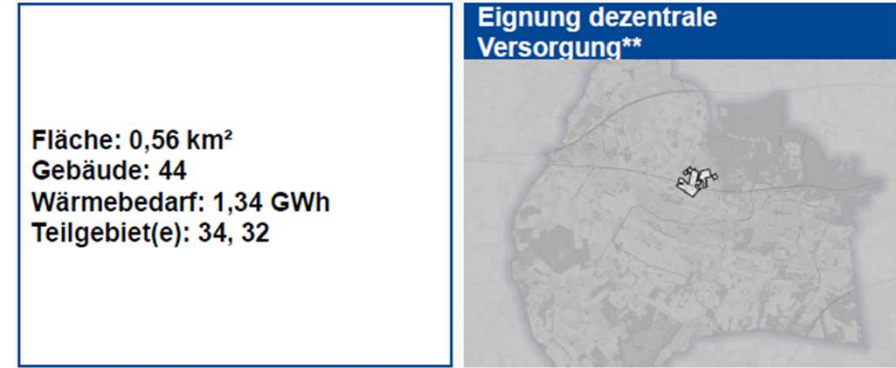 Fläche: 0,56 km²
Gebäude: 44
Wärmebedarf: 1,34 GWh
Teilgebiet(e): 34, 32
Eignung dezentrale
Versorgung**